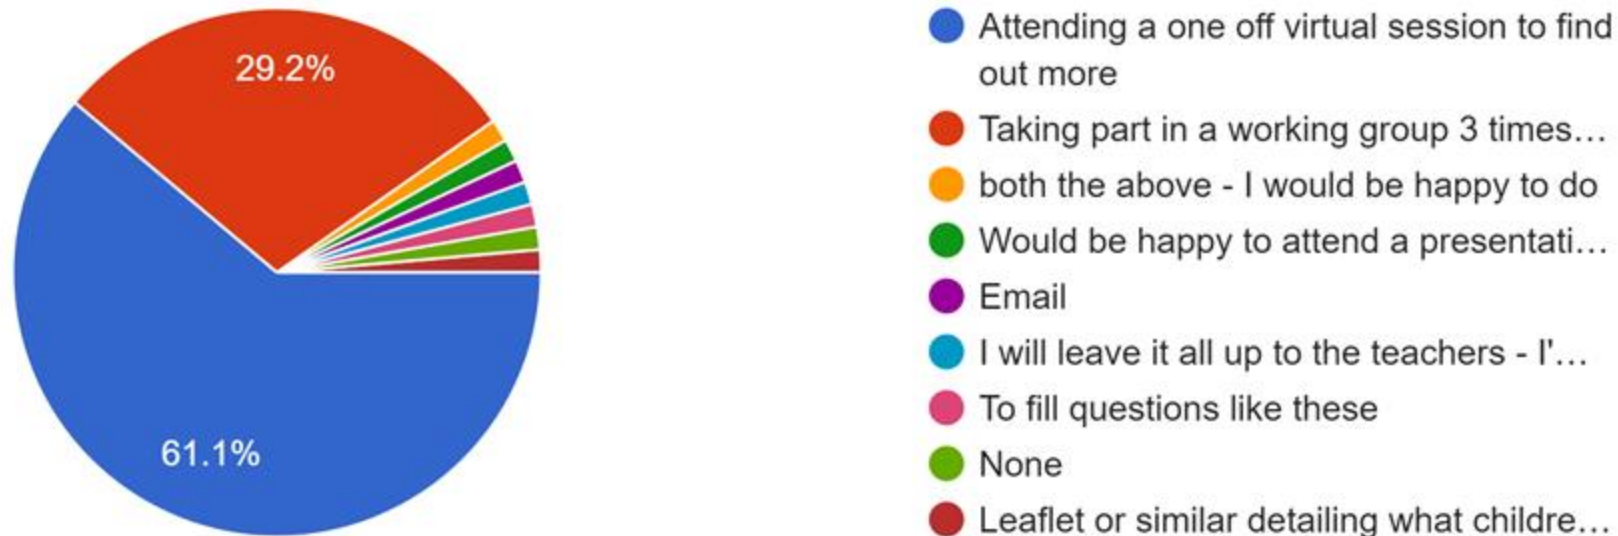 29.2%
61.1%
Attending a one off virtual session to find
out more
Taking part in a working group 3 times...
both the above - I would be happy to do
Would be happy to attend a presentati...
Email
I will leave it all up to the teachers - I'...
To fill questions like these
None
Leaflet or similar detailing what childre...